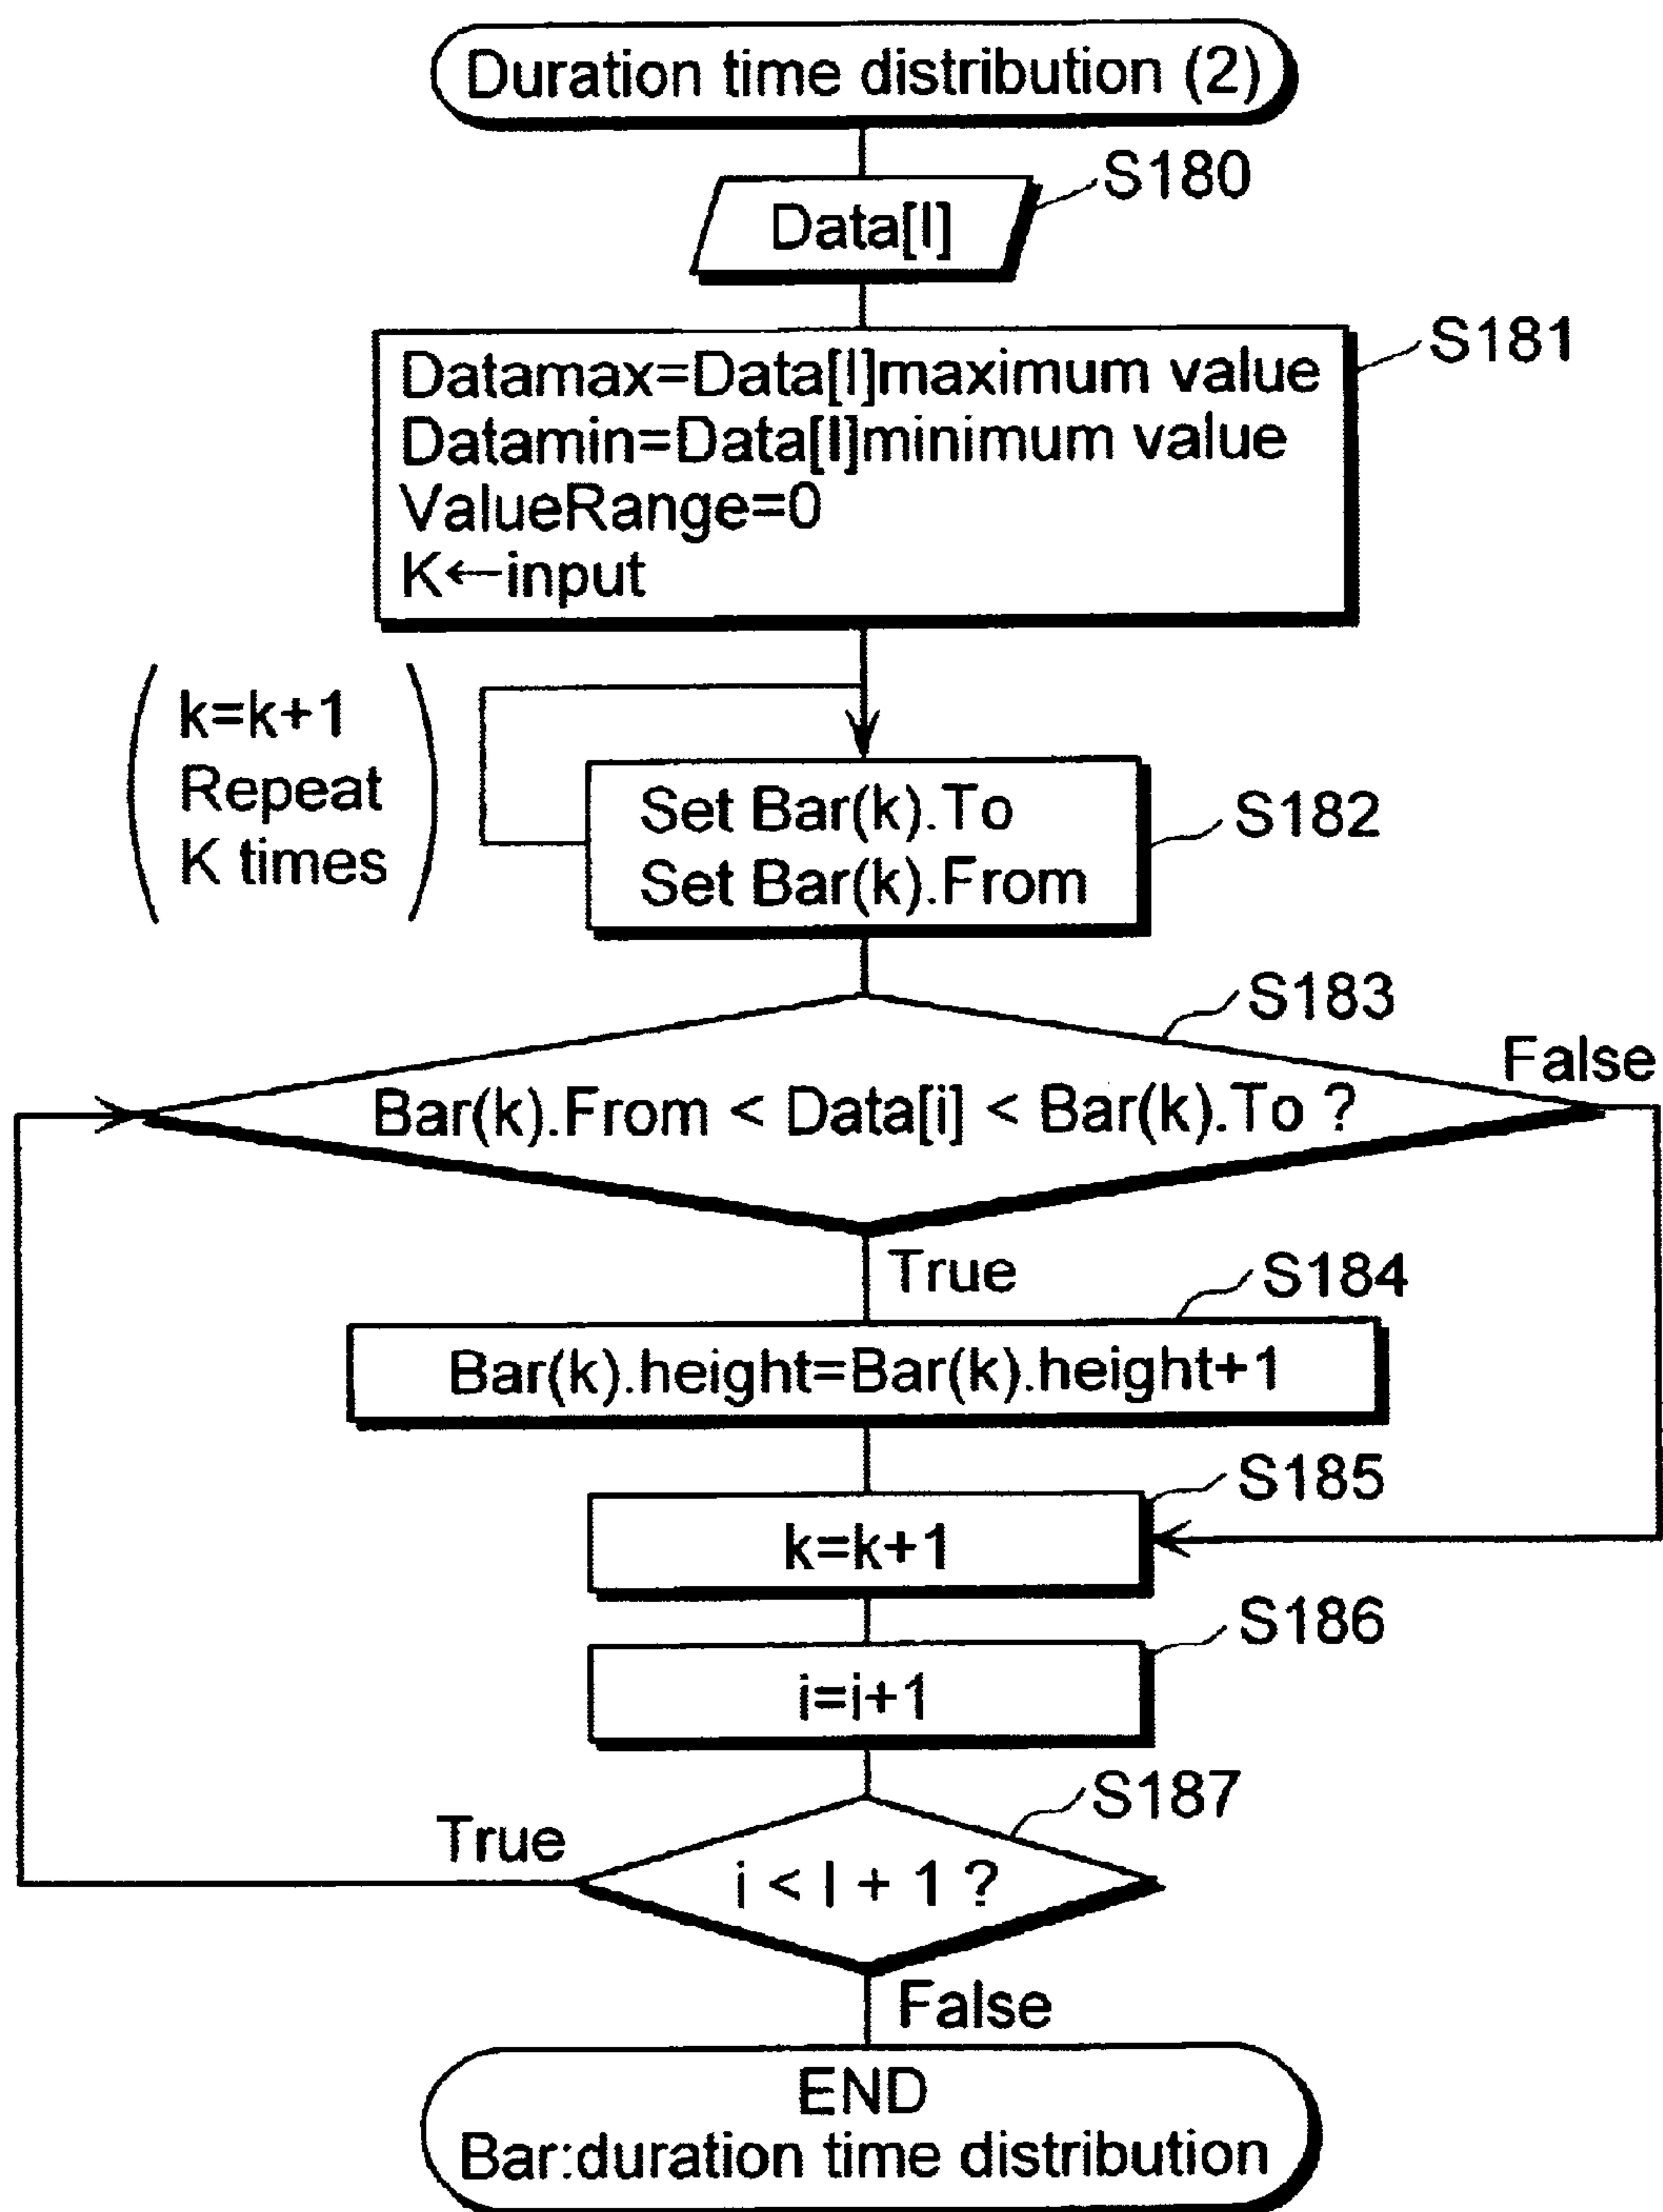 Duration time distribution (2)
S180
Data[I]
S181
Datamax=Data[I]maximum value
Datamin=Data[I]minimum value
ValueRange=0
K←input
k=k+1
Repeat
K times
Set Bar(k).To
Set Bar(k).From
S182
S183
False
Bar(k).From < Data[i] < Bar(k).To ?
True
S184
Bar(k).height=Bar(k).height+1
S185
k=k+1
S186
i=i+1
S187
True
i < I + 1 ?
False
END
Bar:duration time distribution